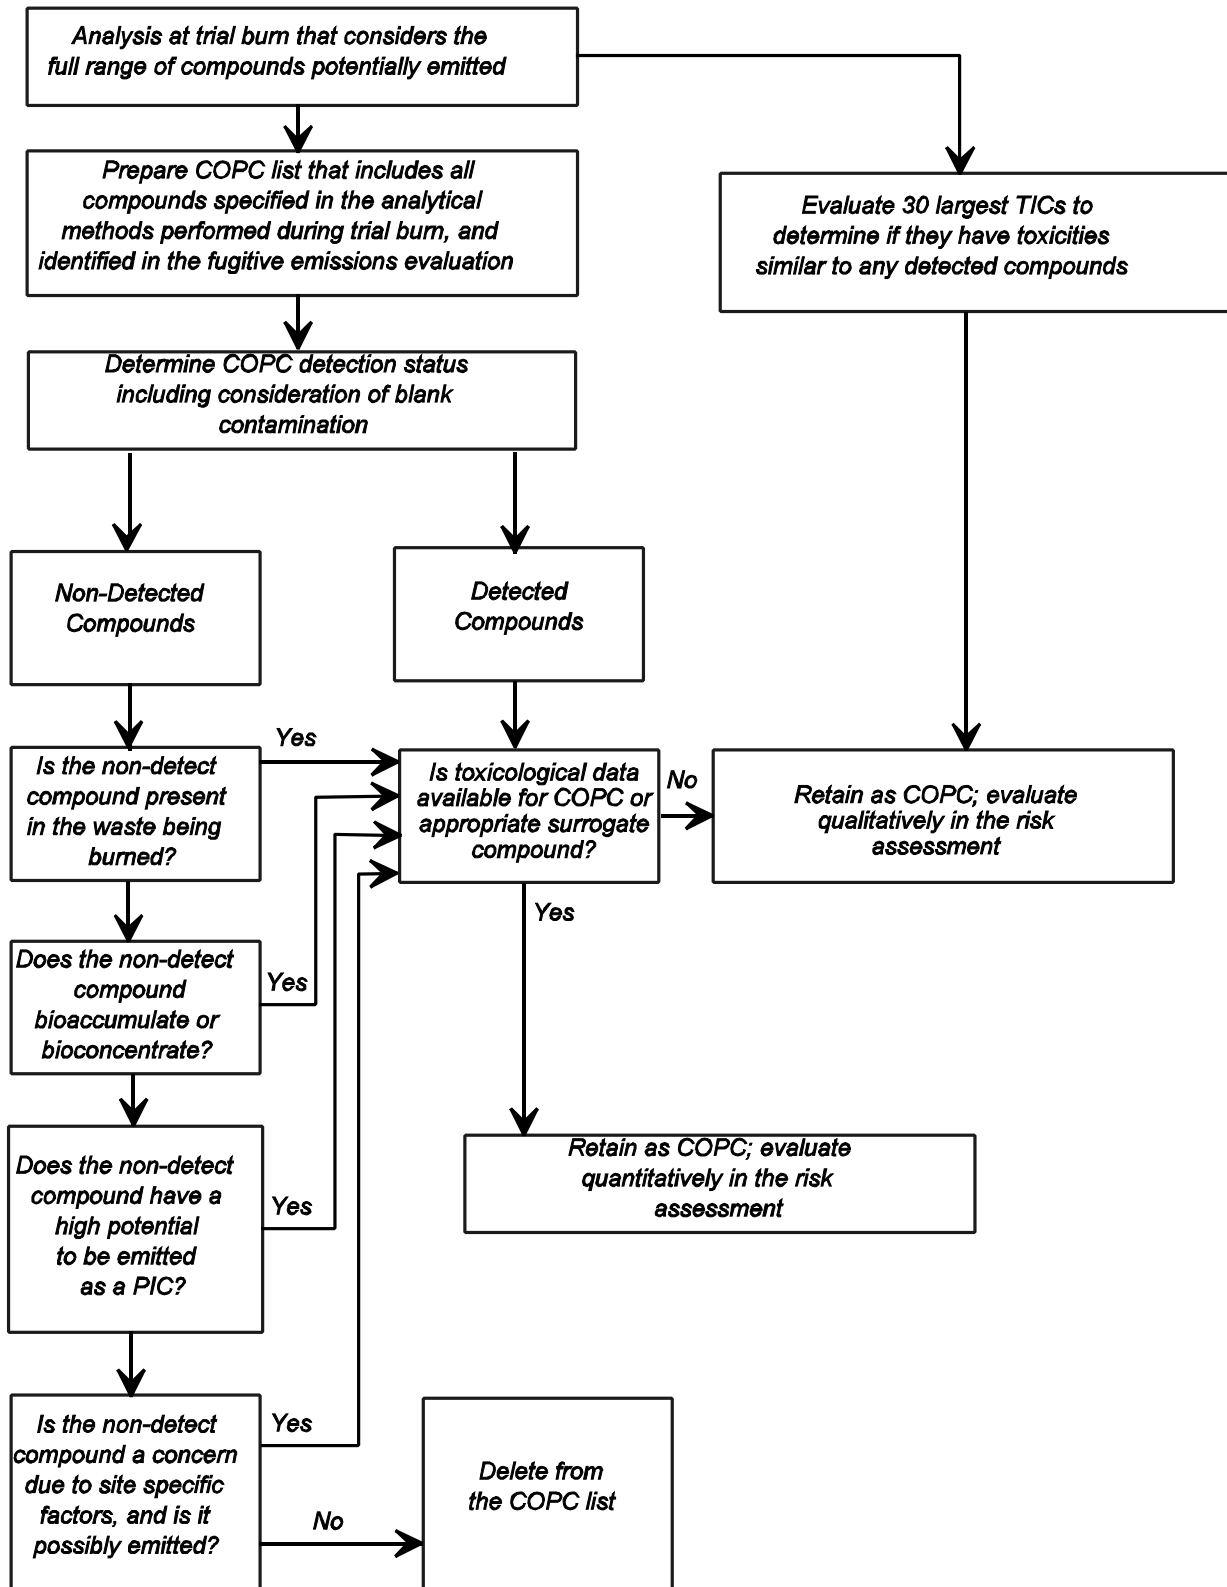 Analysis at trial burn that considers the
full range of compounds potentially emitted
Prepare COPC list that includes all
compounds specified in the analytical
methods performed during trial burn, and
identified in the fugitive emissions evaluation
Evaluate 30 largest TICs to
determine if they have toxicities
similar to any detected compounds
Determine COPC detection status
including consideration of blank
contamination
Non-Detected
Compounds
Detected
Compounds
Is the non-detect
compound present
in the waste being
burned?
Yes
Is toxicological data
available for COPC or
appropriate surrogate
compound?
No
Retain as COPC; evaluate
qualitatively in the risk
assessment
Yes
Does the non-detect
compound
bioaccumulate or
bioconcentrate?
Yes
Retain as COPC; evaluate
quantitatively in the risk
assessment
Does the non-detect
compound have a
high potential
to be emitted
as a PIC?
Yes
Is the non-detect
compound a concern
due to site specific
factors, and is it
possibly emitted?
Yes
No
Delete from
the COPC list